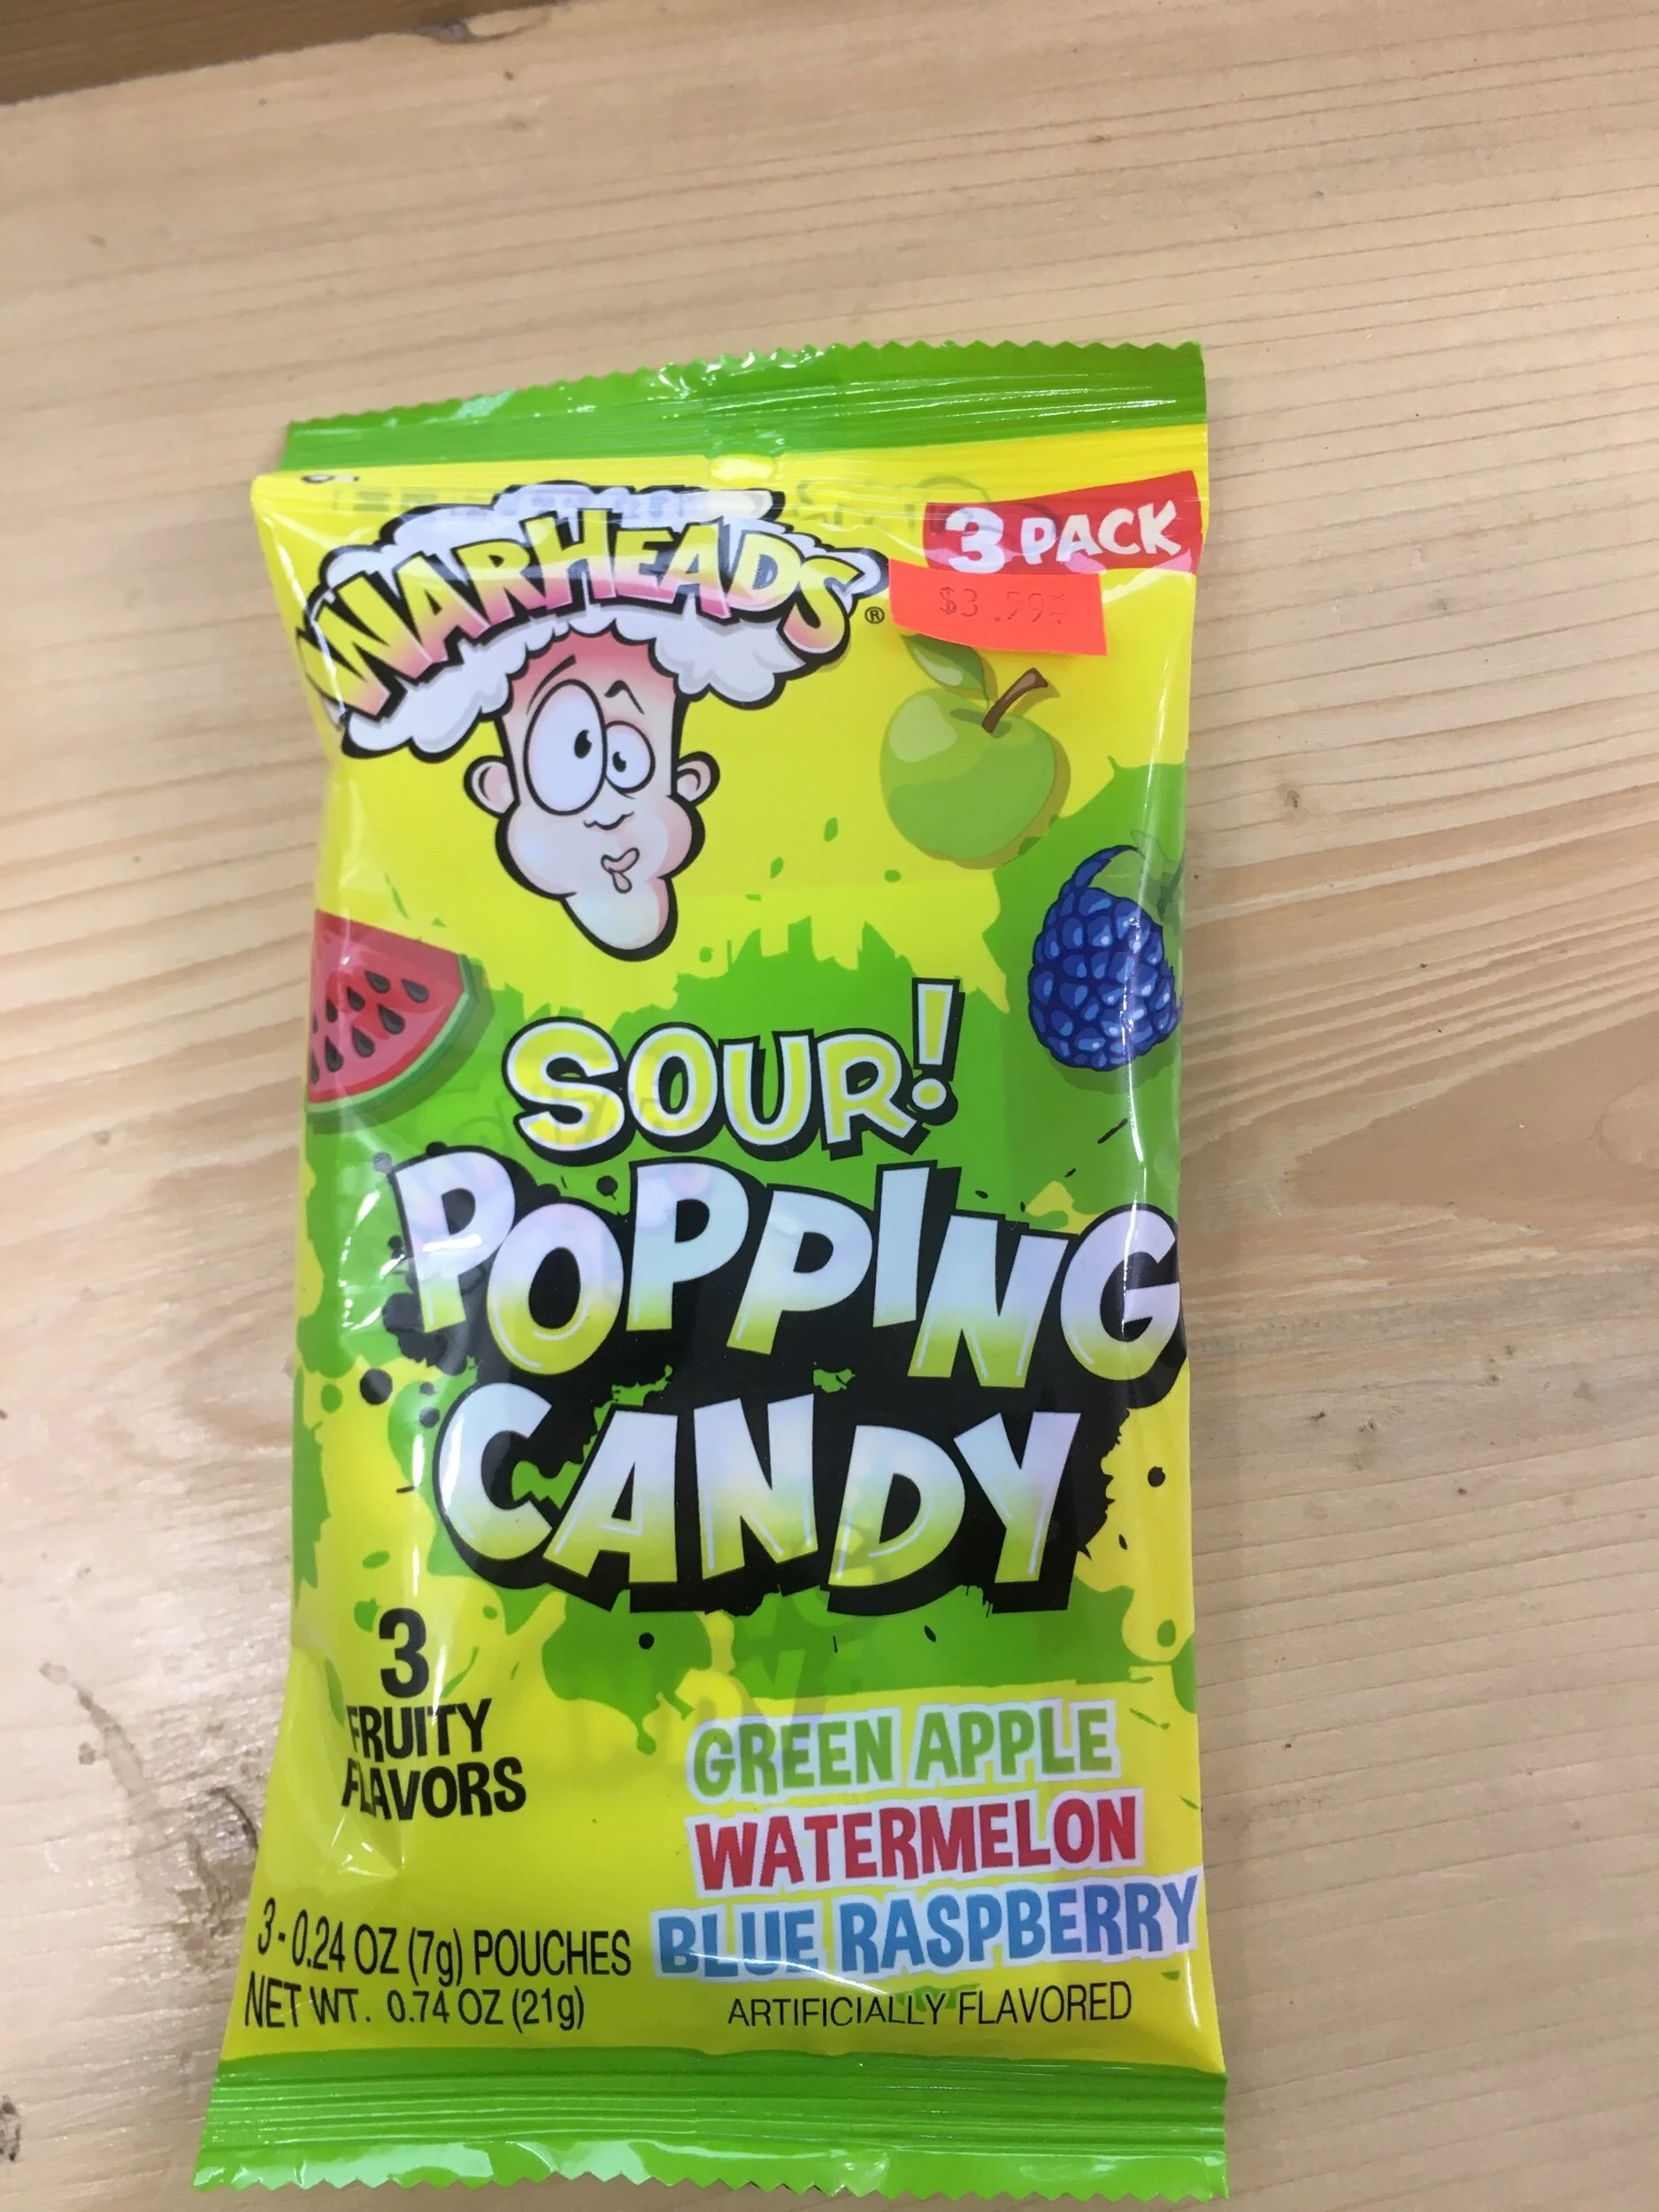 WARHEADS®
3 PACK
$3.59
SOUR!
POPPING
CANDY
3
FRUITY
FLAVORS
GREEN APPLE
WATERMELON
BLUE RASPBERRY
3-0.24 OZ (7g) POUCHES
NET WT. 0.74 OZ (21g)
ARTIFICIALLY FLAVORED